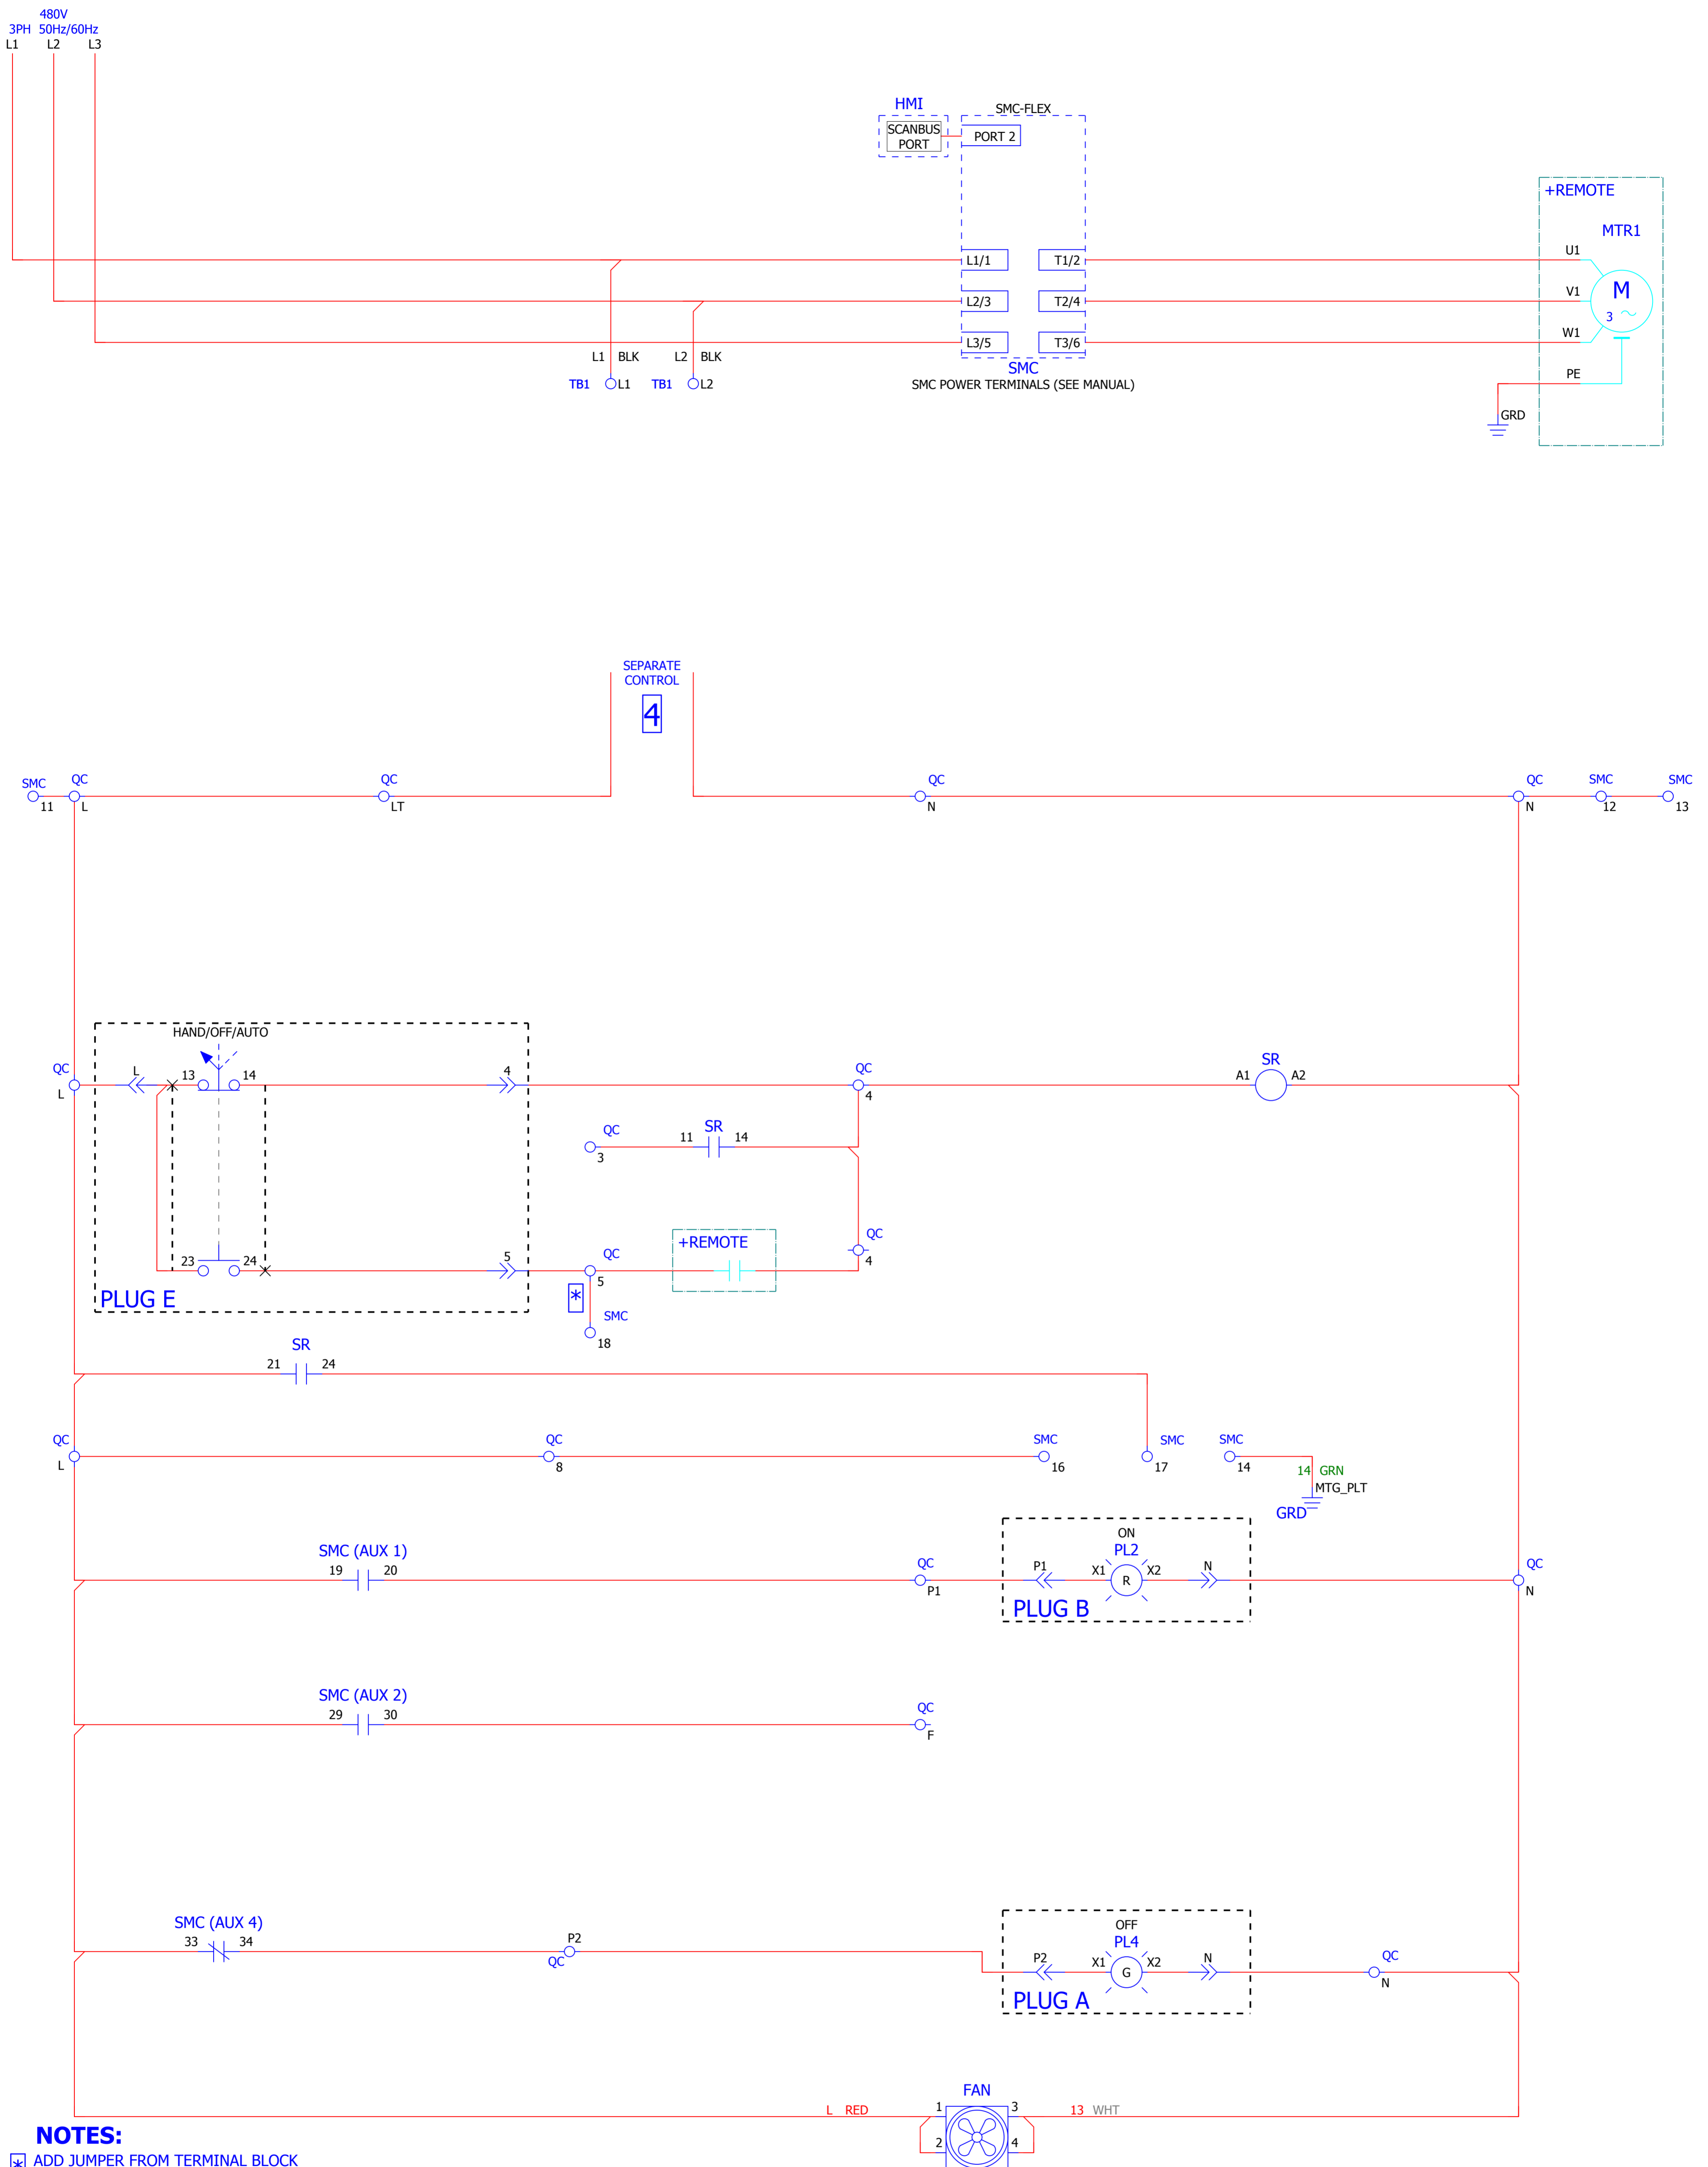 480V
3PH 50Hz/60Hz
L1 L2 L3
HMI
SMC-FLEX
SCANBUS
PORT
PORT 2
+REMOTE
MTR1
L1/1 T1/2 U1
L2/3 T2/4 V1
M
3
L3/5 T3/6 W1
L1 BLK L2 BLK
SMC
PE
TB1 L1 TB1 L2
SMC POWER TERMINALS (SEE MANUAL)
GRD
SEPARATE
CONTROL
4
SMC QC QC QC QC SMC SMC
11 L LT N N 12 13
HAND/OFF/AUTO
QC L 13 14 4 QC SR
A1 A2
L 4
QC 11 SR 14
3
QC
+REMOTE
4
23 24 5 QC
5
PLUG E
*
SMC
18
SR
21 24
QC QC SMC SMC SMC
L 8 16 17 14
14 GRN
MTG_PLT
GRD
ON
SMC (AUX 1) PL2
19 20 QC P1 X1 R X2 N QC
P1 N
PLUG B
SMC (AUX 2)
29 30 QC
F
SMC (AUX 4)
33 34 P2
QC
OFF
PL4
P2 X1 G X2 N QC
N
PLUG A
FAN
L RED 1 3 13 WHT
2 4
NOTES:
* ADD JUMPER FROM TERMINAL BLOCK